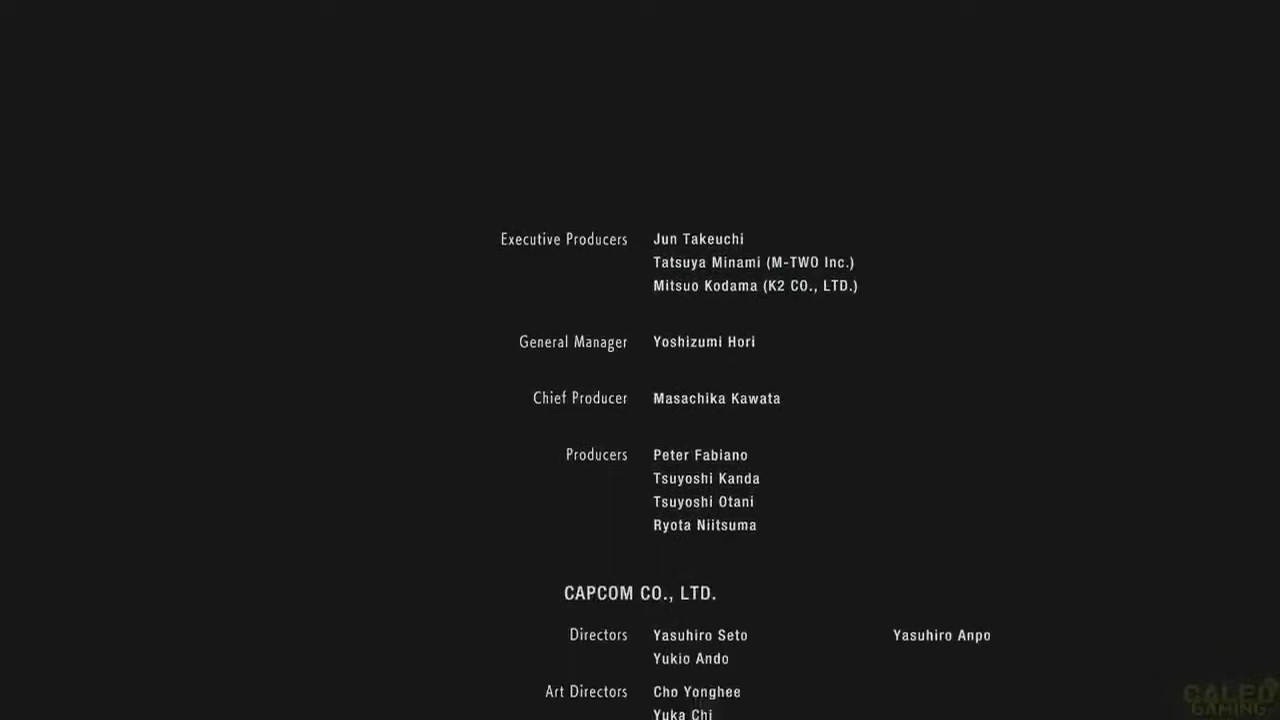 Executive Producers Jun Takeuchi
Tatsuya Minami (M-TWO Inc.)
Mitsuo Kodama (K2 CO., LTD.)
General Manager Yoshizumi Hori
Chief Producer Masachika Kawata
Producers Peter Fabiano
Tsuyoshi Kanda
Tsuyoshi Otani
Ryota Niitsuma
CAPCOM CO., LTD.
Directors Yasuhiro Seto Yasuhiro Anpo
Yukio Ando
Art Directors Cho Yonghee
Yuka Chi
CALEO
GAMING